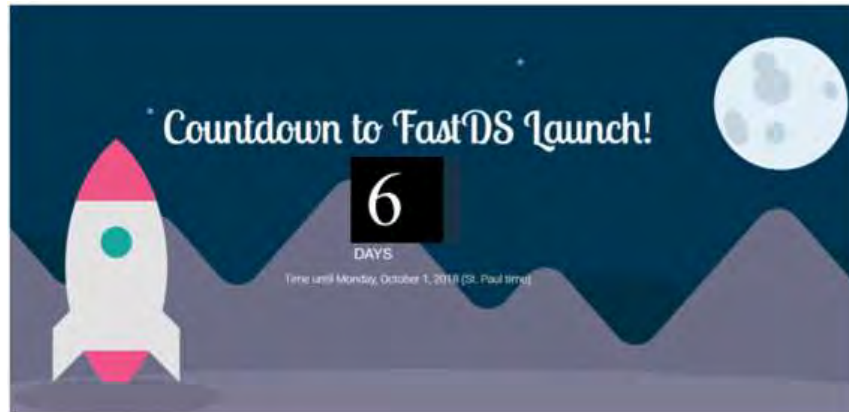 Countdown to FastDS Launch!
6
DAYS
Time until Monday, October 1, 2018 (St. Paul time)